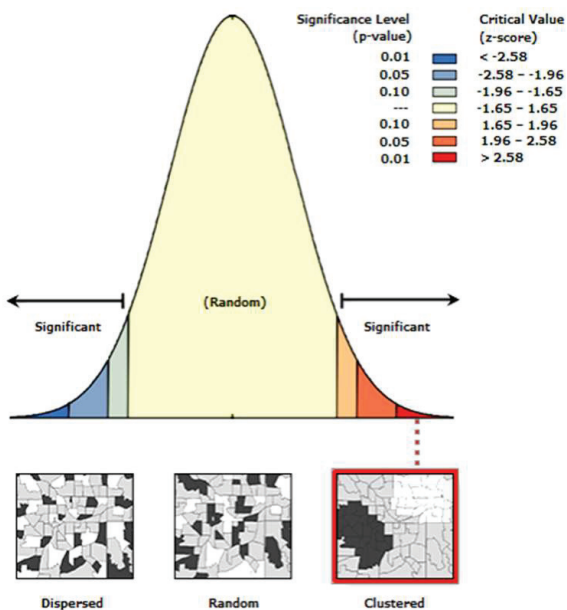 Significance Level Critical Value
(p-value) (z-score)
0.01 < -2.58
0.05 -2.58 – -1.96
0.10 -1.96 – -1.65
--- -1.65 – 1.65
0.10 1.65 – 1.96
0.05 1.96 – 2.58
0.01 > 2.58
(Random)
Significant Significant
Dispersed Random Clustered